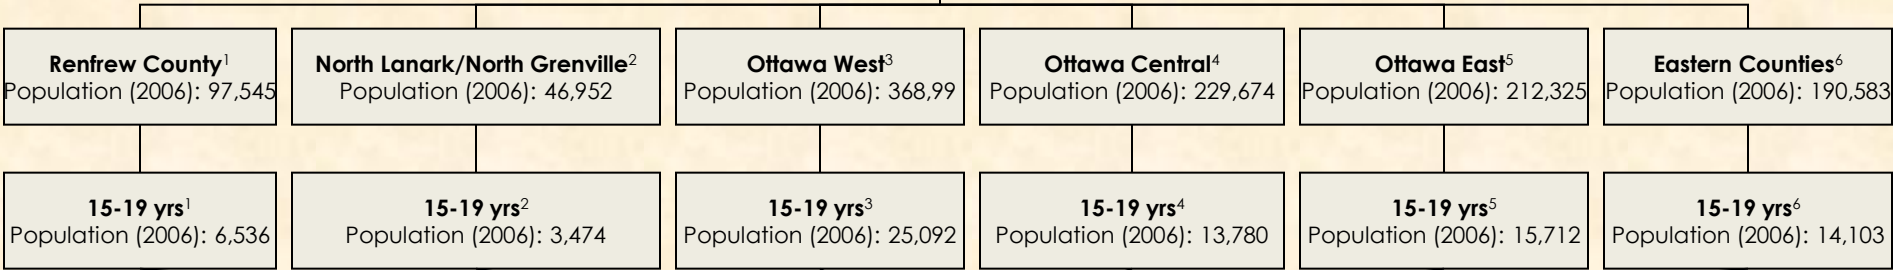 Renfrew County¹
Population (2006): 97,545
North Lanark/North Grenville²
Population (2006): 46,952
Ottawa West³
Population (2006): 368,99
Ottawa Central⁴
Population (2006): 229,674
Ottawa East⁵
Population (2006): 212,325
Eastern Counties⁶
Population (2006): 190,583
15-19 yrs¹
Population (2006): 6,536
15-19 yrs²
Population (2006): 3,474
15-19 yrs³
Population (2006): 25,092
15-19 yrs⁴
Population (2006): 13,780
15-19 yrs⁵
Population (2006): 15,712
15-19 yrs⁶
Population (2006): 14,103